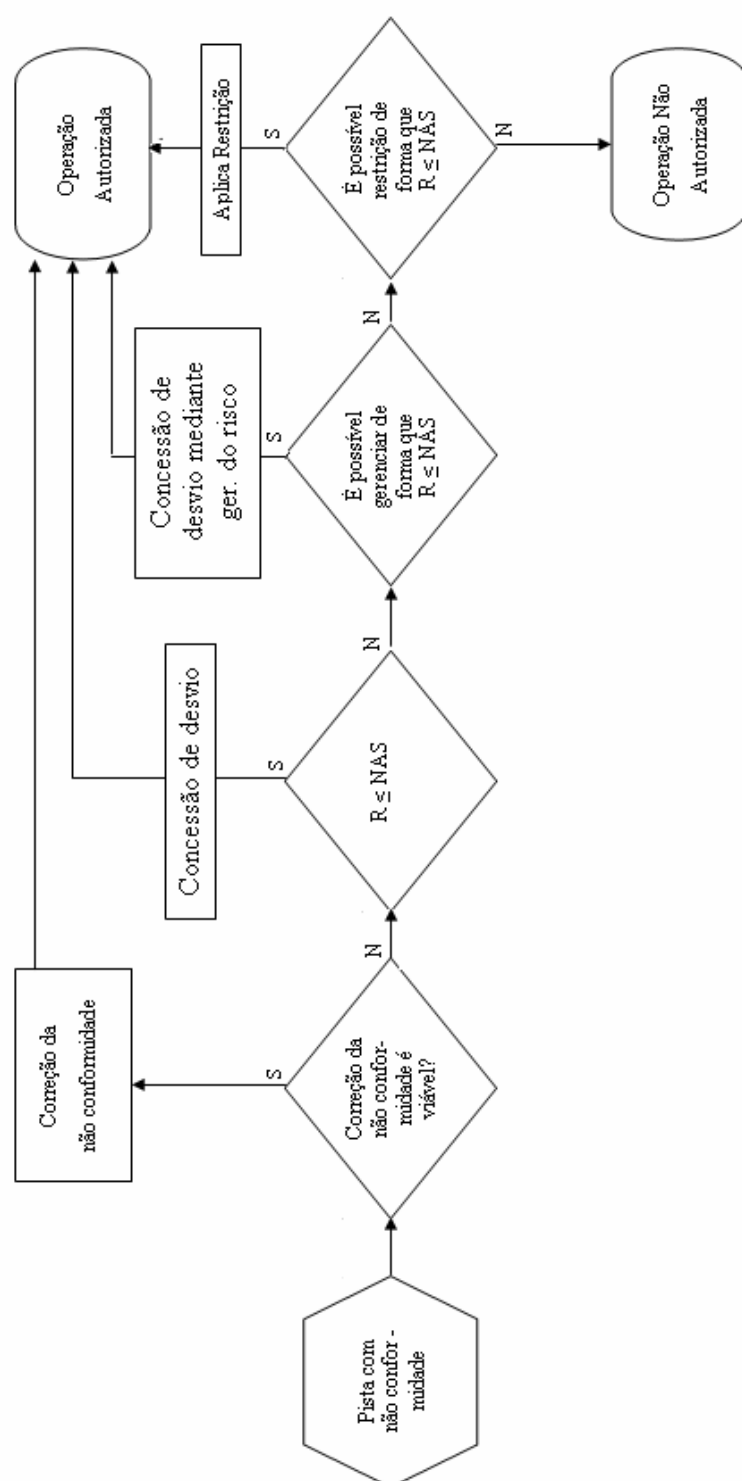 Pista com
não confor -
midade
Correção da
não confor-
midade é
viável?
S
N
Correção da
não conformidade
R ≤ NAS
S
N
Concessão de desvio
É possível
gerenciar de
forma que
R ≤ NAS
S
N
Concessão de
desvio mediante
ger. do risco
É possível
restrição de
forma que
R ≤ NAS
S
N
Aplica Restrição
Operação
Autorizada
Operação Não
Autorizada